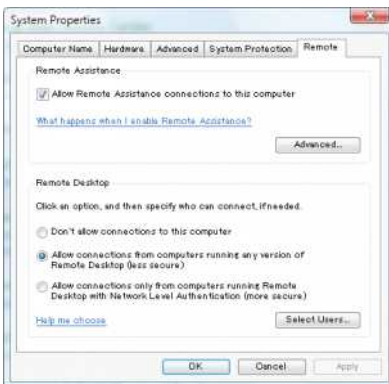 System Properties
Computer Name Hardware Advanced System Protection Remote
Remote Assistance
Allow Remote Assistance connections to this computer
What happens when I enable Remote Assistance?
Advanced...
Remote Desktop
Click an option, and then specify who can connect, if needed.
Don't allow connections to this computer
Allow connections from computers running any version of
Remote Desktop (less secure)
Allow connections only from computers running Remote
Desktop with Network Level Authentication (more secure)
Help me choose
Select Users...
OK Cancel Apply